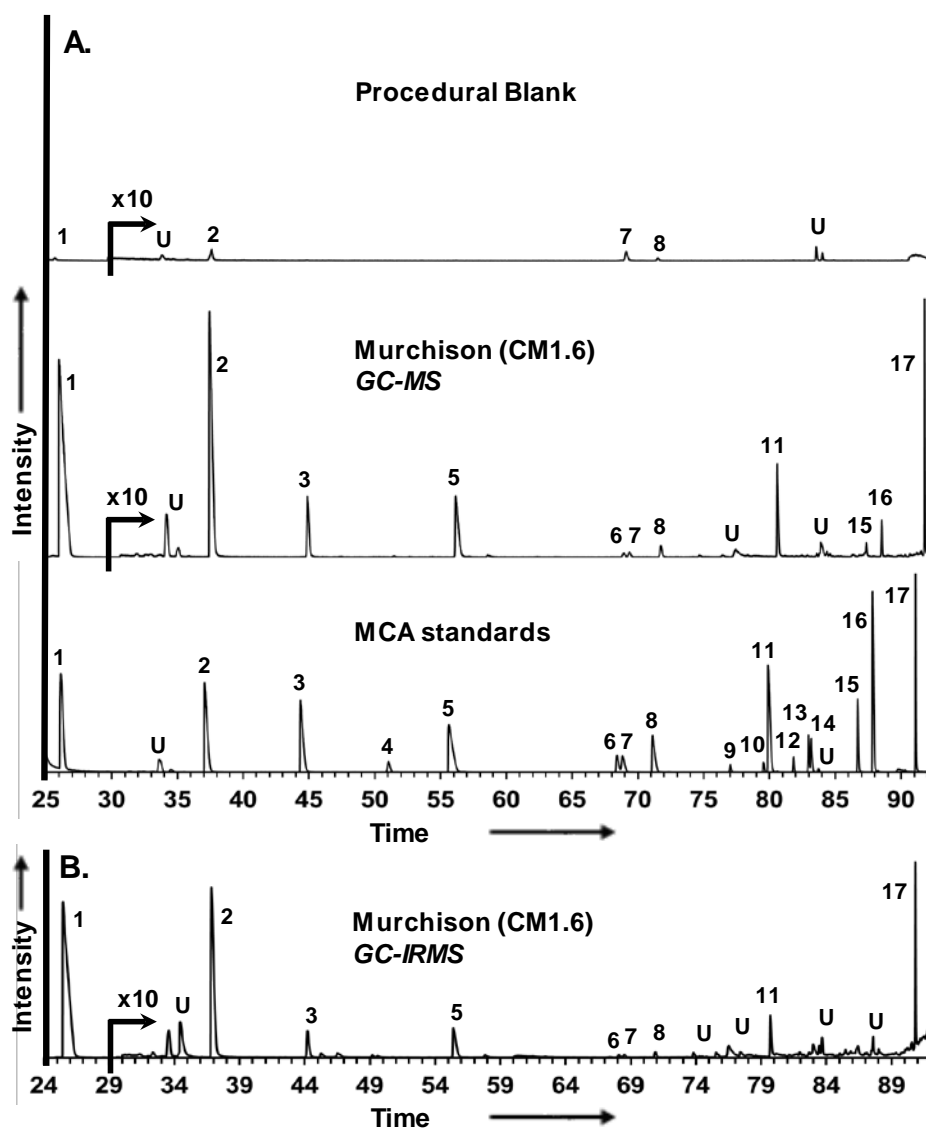 A.
Procedural Blank
x10
1 U 2 7 8 U
Murchison (CM1.6)
GC-MS
x10
1 U 2 3 5 6 7 8 U 11 U 15 16 17
MCA standards
1 U 2 3 4 5 6 7 8 9 10 11 12 13 14 U 15 16 17
25 30 35 40 45 50 55 60 65 70 75 80 85 90
Intensity
Time
B.
Murchison (CM1.6)
GC-IRMS
x10
1 U 2 3 5 6 7 8 U U 11 U U 17
24 29 34 39 44 49 54 59 64 69 74 79 84 89
Intensity
Time